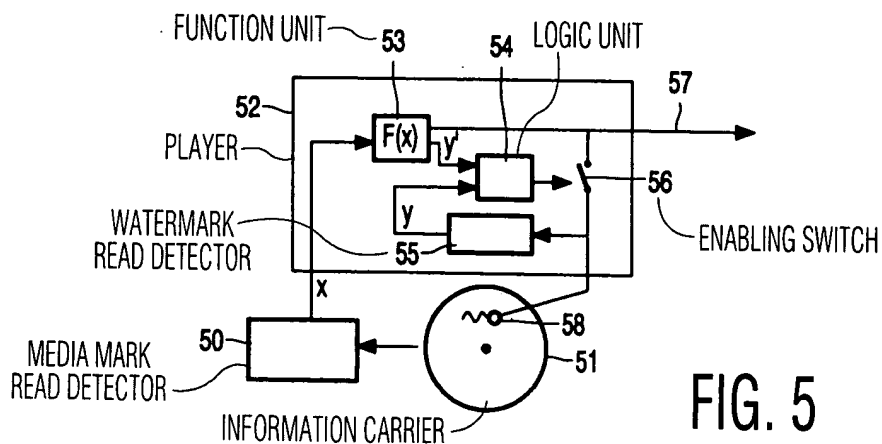 FUNCTION UNIT
53
54
LOGIC UNIT
52
57
F(x)
y'
PLAYER
56
y
WATERMARK
READ DETECTOR
55
ENABLING SWITCH
x
50
58
51
MEDIA MARK
READ DETECTOR
INFORMATION CARRIER
FIG. 5